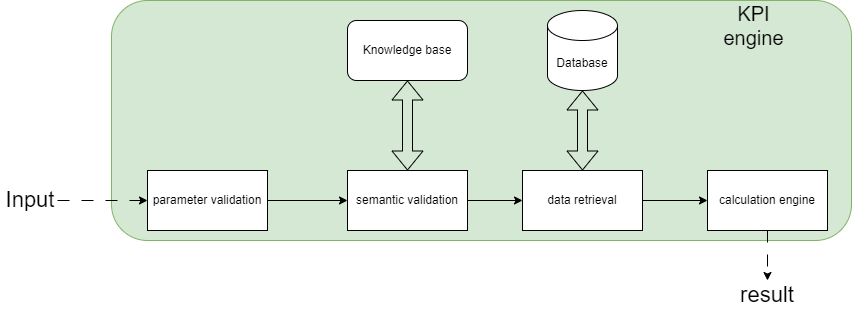 KPI
engine
Knowledge base
Database
Input
parameter validation
semantic validation
data retrieval
calculation engine
result